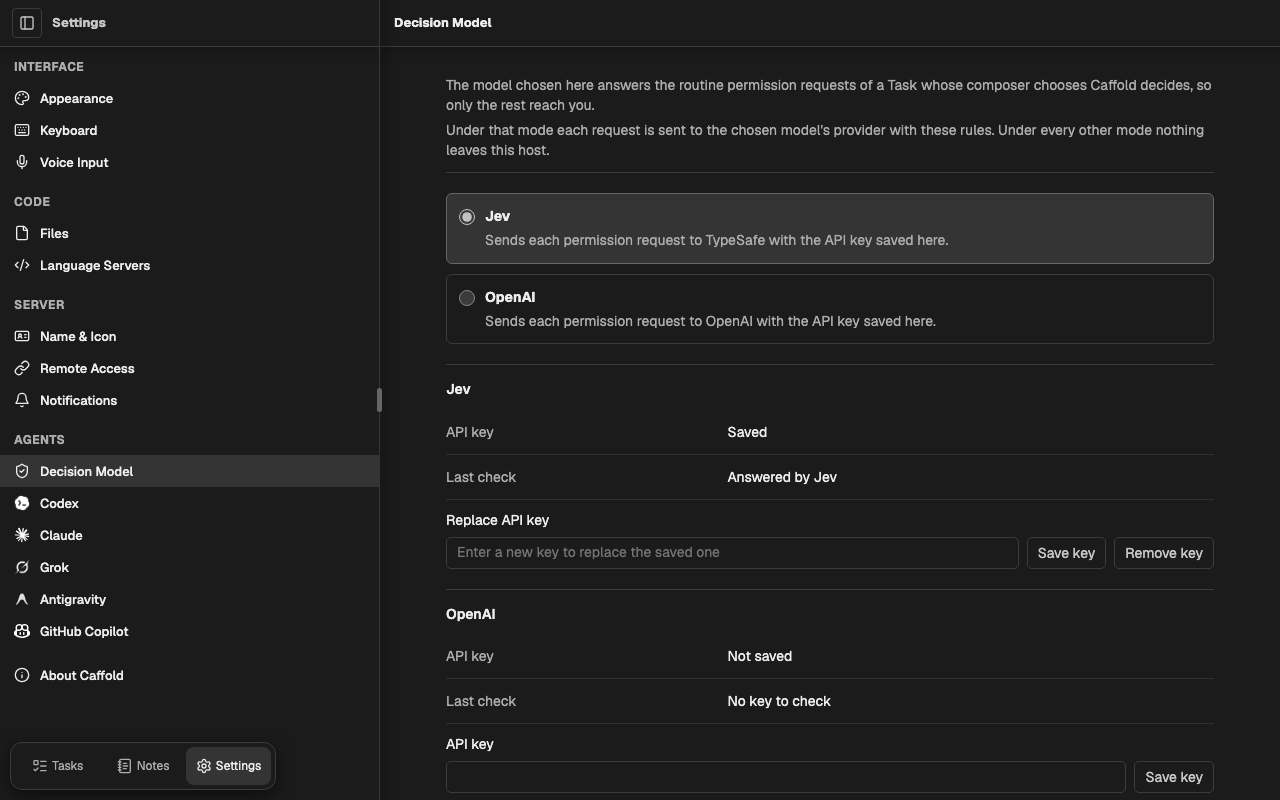 Settings
Decision Model
INTERFACE
Appearance
Keyboard
Voice Input
CODE
Files
Language Servers
SERVER
Name & Icon
Remote Access
Notifications
AGENTS
Decision Model
Codex
Claude
Grok
Antigravity
GitHub Copilot
About Caffold
Tasks
Notes
Settings
The model chosen here answers the routine permission requests of a Task whose composer chooses Caffold decides, so
only the rest reach you.
Under that mode each request is sent to the chosen model's provider with these rules. Under every other mode nothing
leaves this host.
Jev
Sends each permission request to TypeSafe with the API key saved here.
OpenAI
Sends each permission request to OpenAI with the API key saved here.
Jev
API key Saved
Last check Answered by Jev
Replace API key
Enter a new key to replace the saved one Save key Remove key
OpenAI
API key Not saved
Last check No key to check
API key
Save key